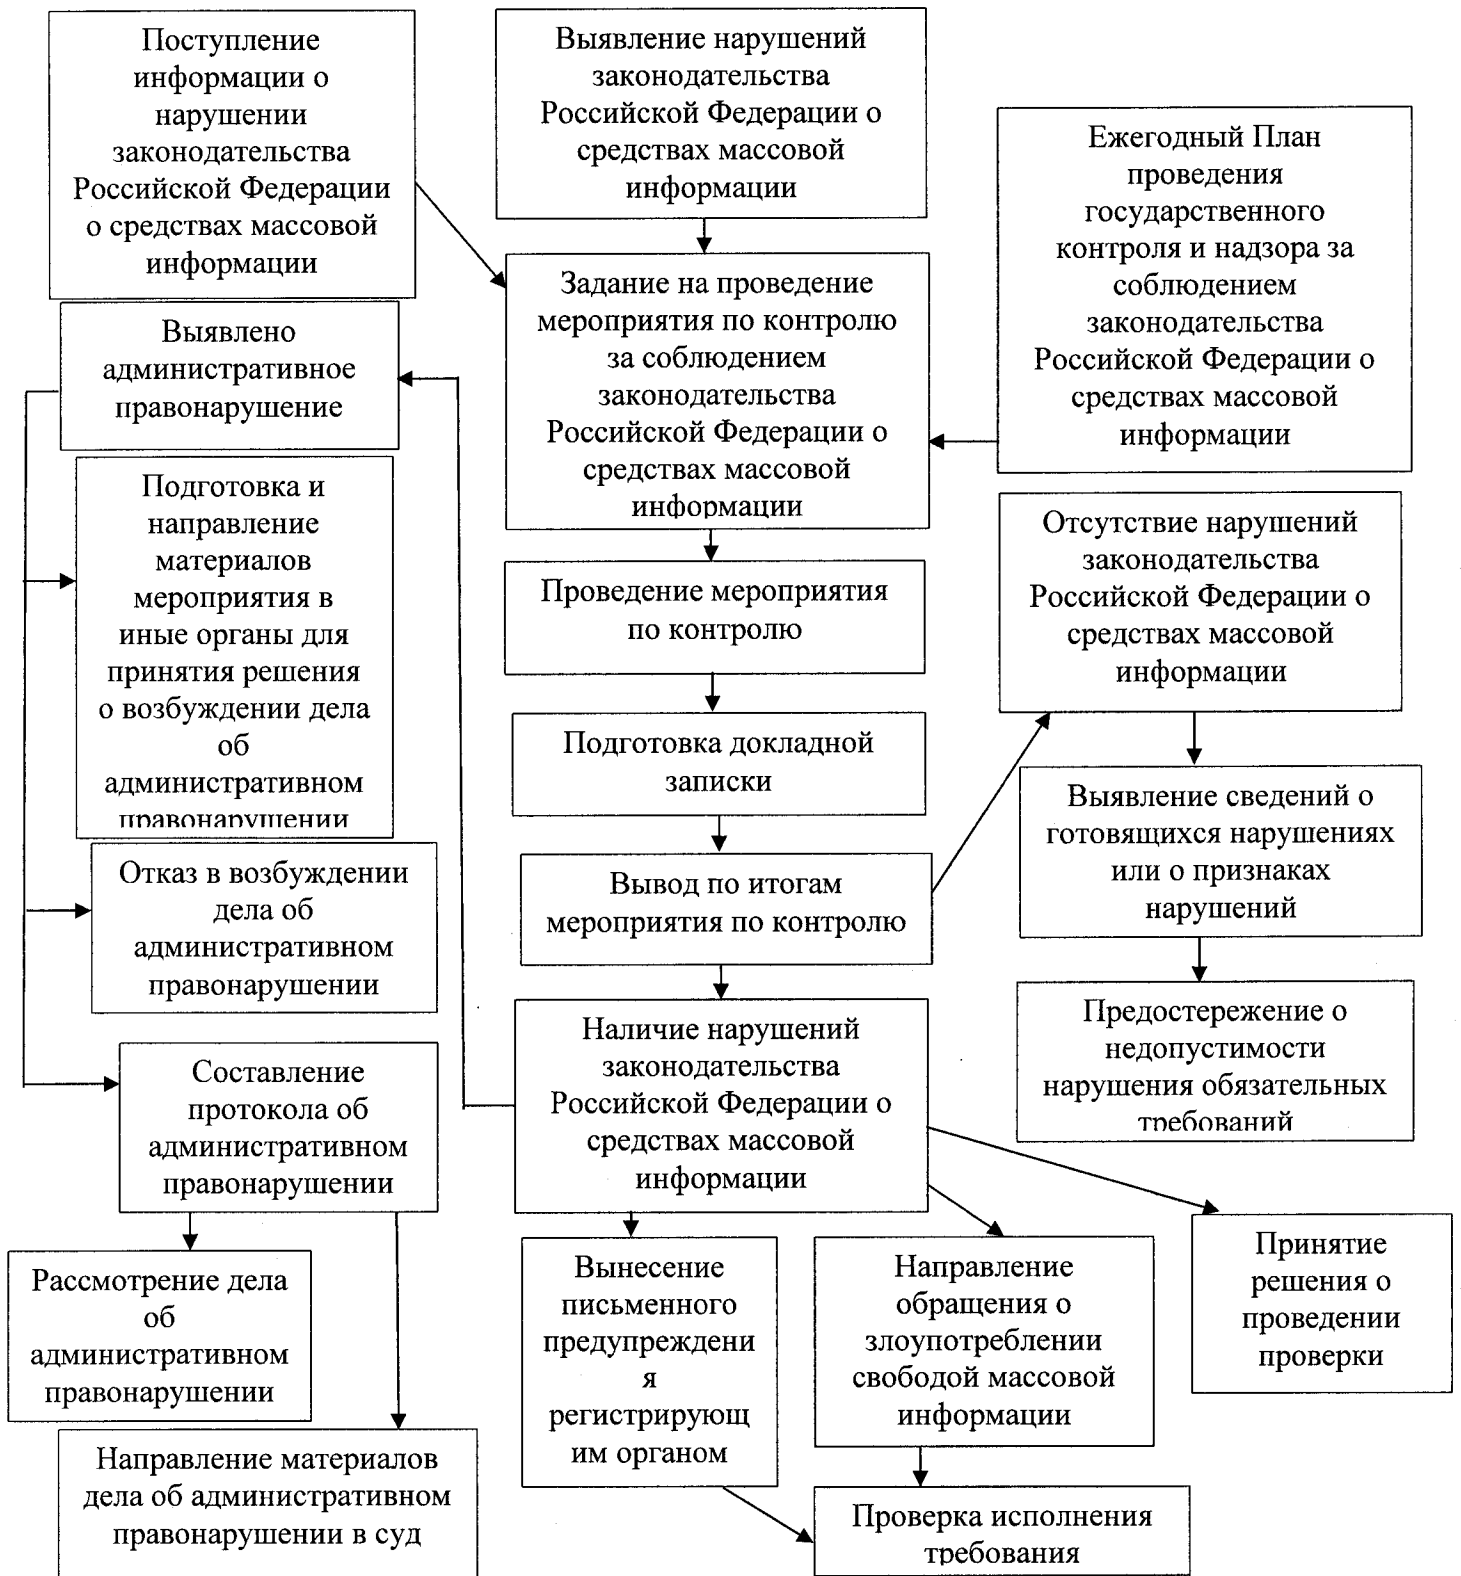 Поступление
информации о
нарушении
законодательства
Российской Федерации
о средствах массовой
информации
Выявление нарушений
законодательства
Российской Федерации о
средствах массовой
информации
Ежегодный План
проведения
государственного
контроля и надзора за
соблюдением
законодательства
Российской Федерации о
средствах массовой
информации
Задание на проведение
мероприятия по контролю
за соблюдением
законодательства
Российской Федерации о
средствах массовой
информации
Выявлено
административное
правонарушение
Подготовка и
направление
материалов
мероприятия в
иные органы для
принятия решения
о возбуждении дела
об
административном
правонарушении
Отсутствие нарушений
законодательства
Российской Федерации о
средствах массовой
информации
Проведение мероприятия
по контролю
Подготовка докладной
записки
Выявление сведений о
готовящихся нарушениях
или о признаках
нарушений
Отказ в возбуждении
дела об
административном
правонарушении
Вывод по итогам
мероприятия по контролю
Предостережение о
недопустимости
нарушения обязательных
требований
Наличие нарушений
законодательства
Российской Федерации о
средствах массовой
информации
Составление
протокола об
административном
правонарушении
Рассмотрение дела
об
административном
правонарушении
Вынесение
письменного
предупреждени
я
регистрирующ
им органом
Направление
обращения о
злоупотреблении
свободой массовой
информации
Принятие
решения о
проведении
проверки
Направление материалов
дела об административном
правонарушении в суд
Проверка исполнения
требования